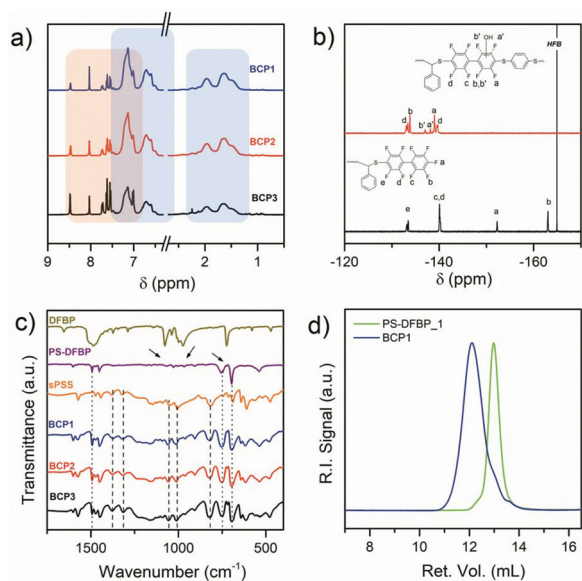 a)
BCP1
BCP2
BCP3
9 8 7 2 1
δ (ppm)
b)
b' OH a'
F F F F F F F F
S S S
d c b,b' a
HFB
d b b' a' a d
S F F F F F F F F F a
e d c b
e c,d a b
-120 -140 -160
δ (ppm)
c)
DFBP
PS-DFBP
sPSS
BCP1
BCP2
BCP3
Transmittance (a.u.)
1500 1000 500
Wavenumber (cm⁻¹)
d)
PS-DFBP_1
BCP1
R.I. Signal (a.u.)
8 10 12 14 16
Ret. Vol. (mL)